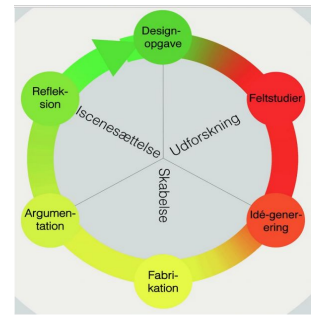 Design-
opgave
Feltstudier
Idé-gener-
ering
Fabri-
kation
Argumen-
tation
Reflek-
sion
Iscenesættelse
Udforskning
Skabelse